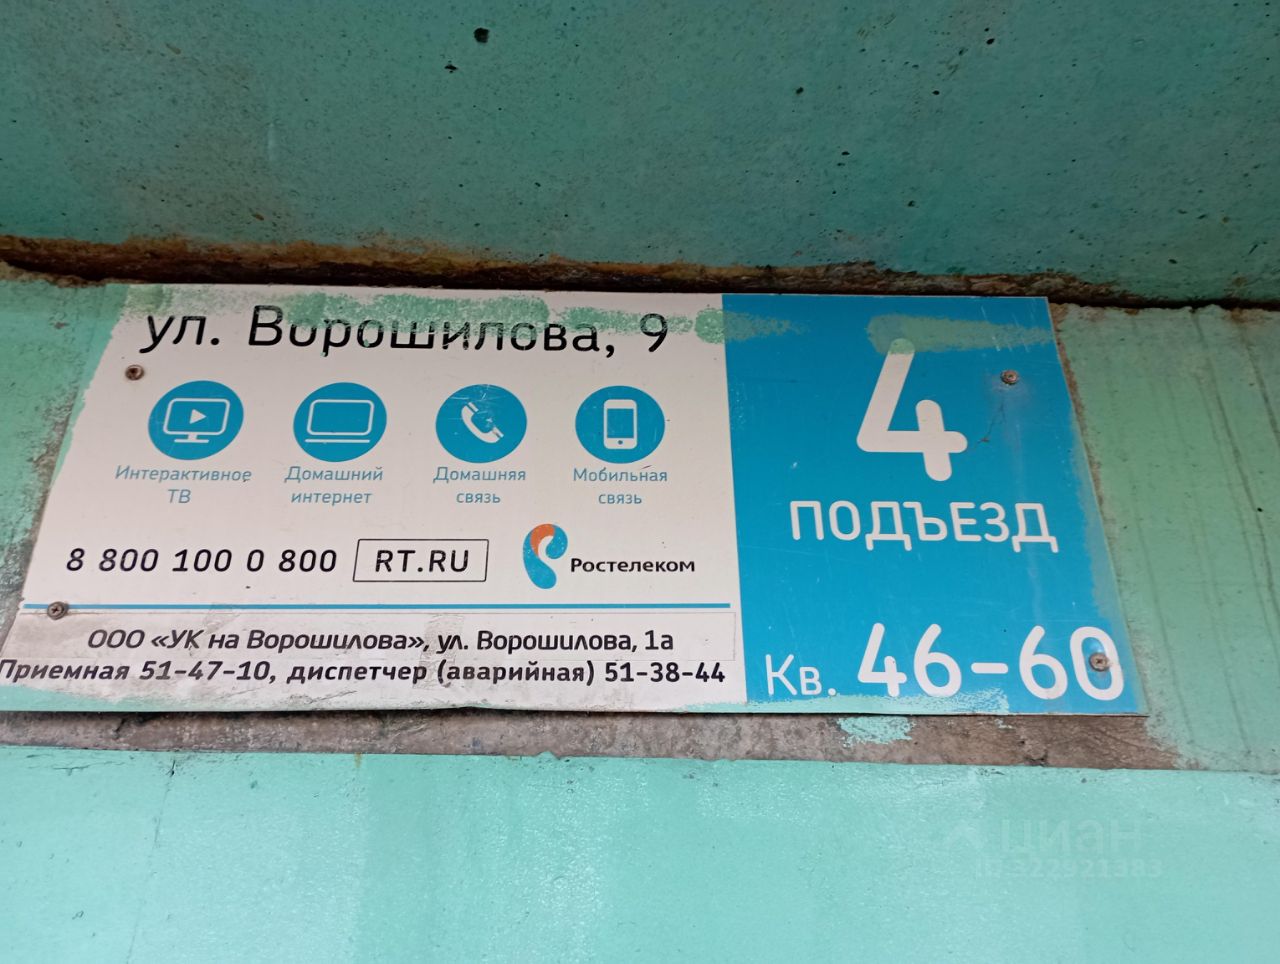 ул. Ворошилова, 9
Интерактивное ТВ
Домашний интернет
Домашняя связь
Мобильная связь
8 800 100 0 800
RT.RU
Ростелеком
ООО «УК на Ворошилова», ул. Ворошилова, 1а
Приемная 51-47-10, диспетчер (аварийная) 51-38-44
4
ПОДЪЕЗД
Кв. 46-60
циан
ID 322921383